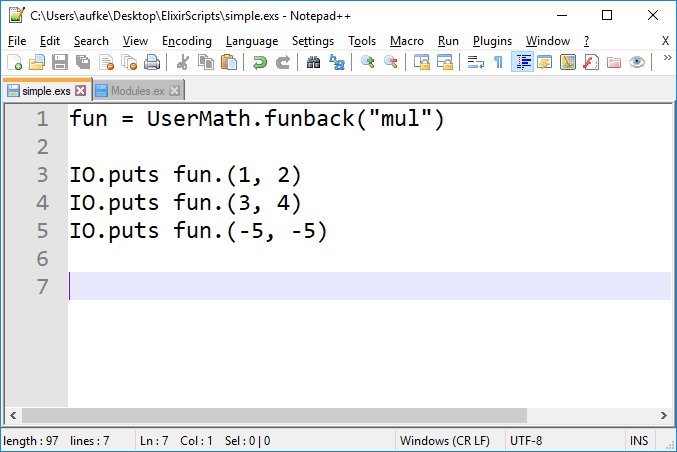 C:\Users\aufke\Desktop\ElixirScripts\simple.exs - Notepad++
File Edit Search View Encoding Language Settings Tools Macro Run Plugins Window ? X
simple.exs Modules.ex
1 fun = UserMath.funback("mul")
2
3 IO.puts fun.(1, 2)
4 IO.puts fun.(3, 4)
5 IO.puts fun.(-5, -5)
6
7
length : 97 lines : 7 Ln : 7 Col : 1 Sel : 0 | 0 Windows (CR LF) UTF-8 INS